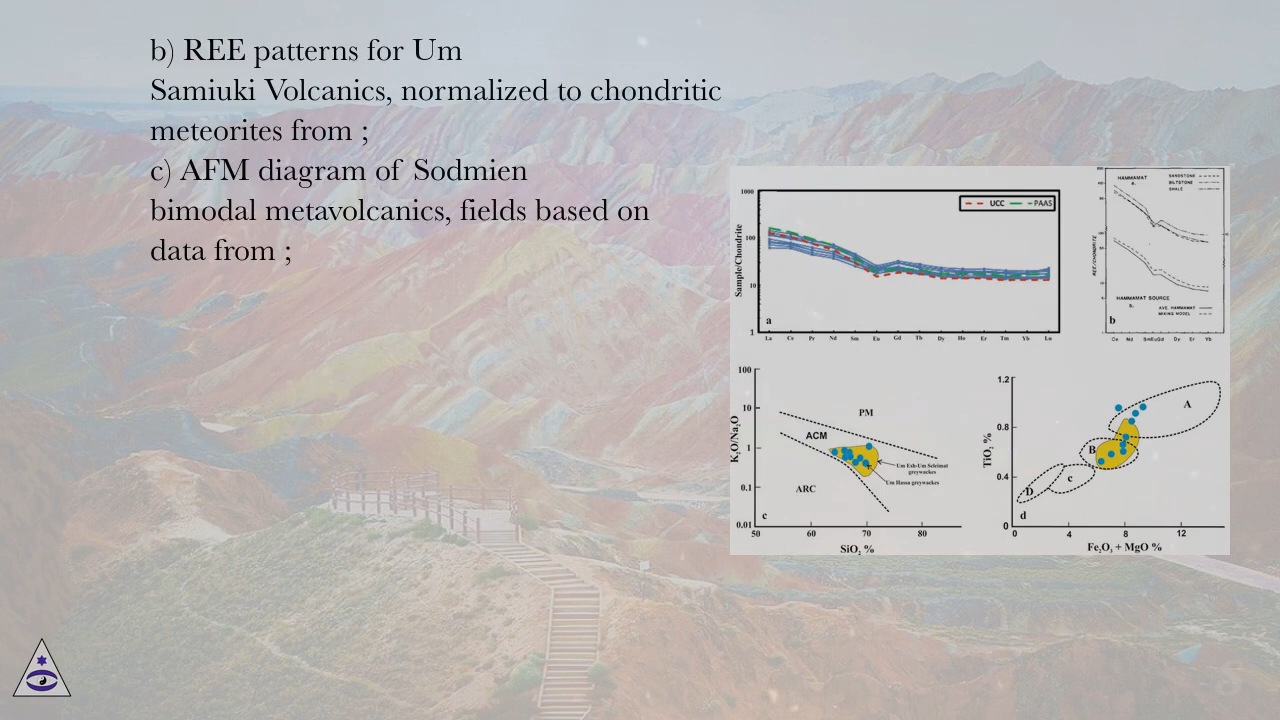 b) REE patterns for Um
Samiuki Volcanics, normalized to chondritic
meteorites from ;
c) AFM diagram of Sodmien
bimodal metavolcanics, fields based on
data from ;
1000
100
10
1
Sample/Chondrite
UCC PAAS
a
La Ce Pr Nd Sm Eu Gd Tb Dy Ho Er Tm Yb Lu
HAMMAMAT
a.
SANDSTONE
SILTSTONE
SHALE
REE/CHONDRITE
HAMMAMAT SOURCE
b.
AVE. HAMMAMAT
MIXING MODEL
b
Ce Nd SmEuGd Dy Er Yb
100
10
1
0.1
0.01
K₂O/Na₂O
PM
ACM
ARC
Um Esh-Um Seleimat
greywackes
Um Hassa greywackes
c
50 60 70 80
SiO₂ %
1.2
0.8
0.4
0
TiO₂ %
A
B
c
D
d
0 4 8 12
Fe₂O₃ + MgO %